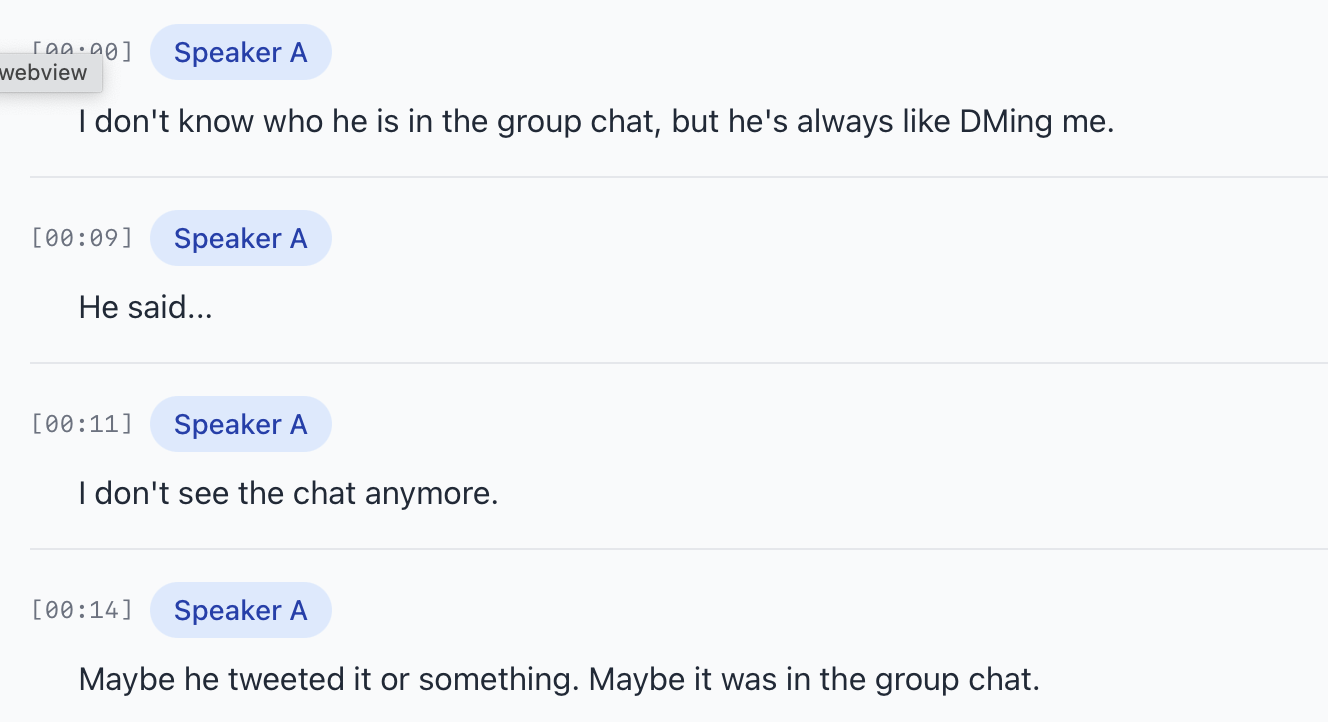 [00:00] Speaker A
webview
I don't know who he is in the group chat, but he's always like DMing me.
[00:09] Speaker A
He said...
[00:11] Speaker A
I don't see the chat anymore.
[00:14] Speaker A
Maybe he tweeted it or something. Maybe it was in the group chat.